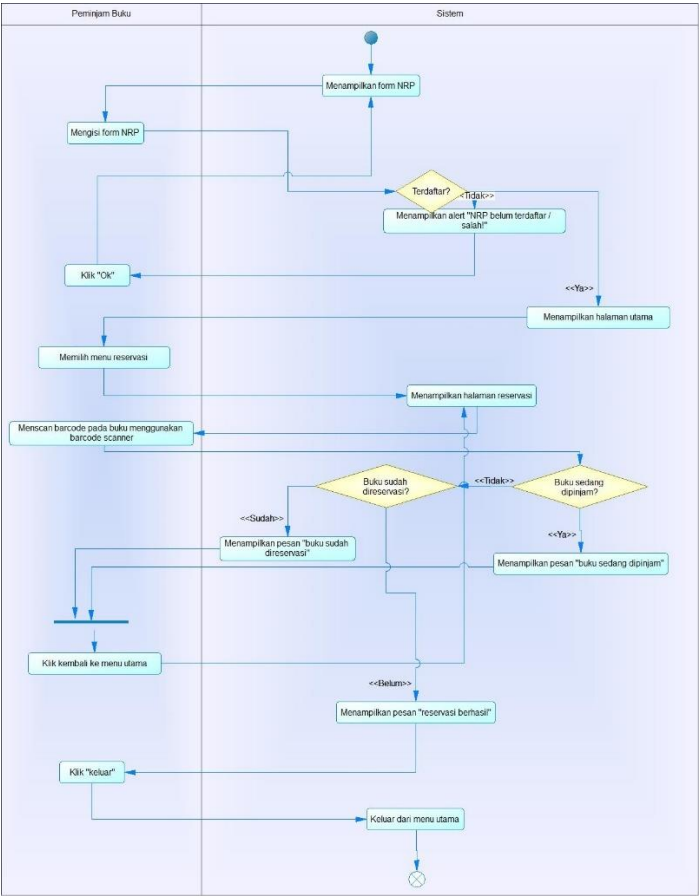 Peminjam Buku
Sistem
Menampilkan form NRP
Mengisi form NRP
Terdaftar?
<Tidak>>
Menampilkan alert "NRP belum terdaftar /
salah!"
Klik "Ok"
<<Ya>>
Menampilkan halaman utama
Memilih menu reservasi
Menampilkan halaman reservasi
Menscan barcode pada buku menggunakan
barcode scanner
Buku sudah
direservasi?
<<Tidak>>
Buku sedang
dipinjam?
<<Sudah>>
<<Ya>>
Menampilkan pesan "buku sudah
direservasi"
Menampilkan pesan "buku sedang dipinjam"
Klik kembali ke menu utama
<<Belum>>
Menampilkan pesan "reservasi berhasil"
Klik "keluar"
Keluar dari menu utama